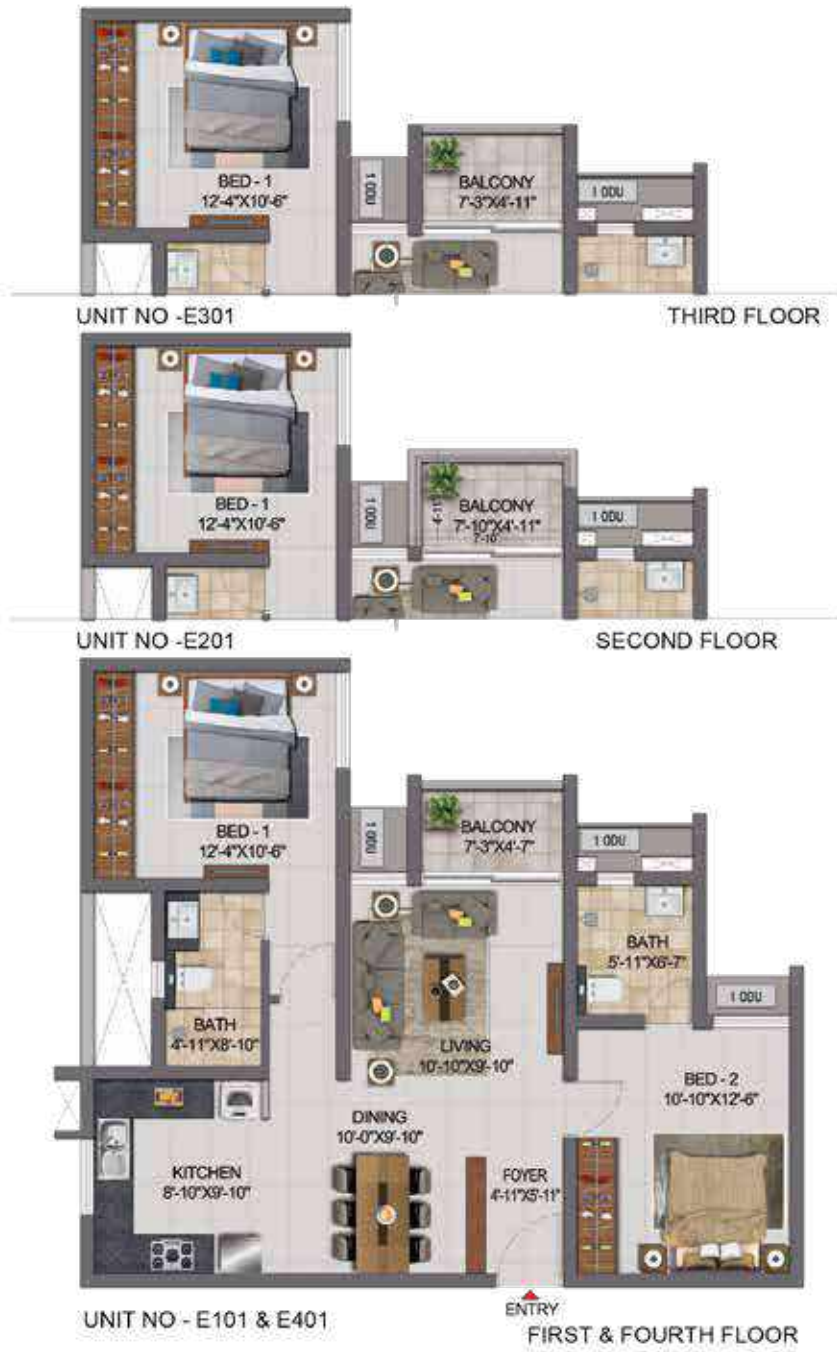 BED - 1
12'-4"X10'-6"
1 ODU
BALCONY
7'-3"X4'-11"
1 ODU
UNIT NO -E301
THIRD FLOOR
BED - 1
12'-4"X10'-6"
1 ODU
4'-11"
BALCONY
7'-10"X4'-11"
7'-10"
1 ODU
UNIT NO -E201
SECOND FLOOR
BED - 1
12'-4"X10'-6"
1 ODU
BALCONY
7'-3"X4'-7"
1 ODU
BATH
5'-11"X6'-7"
1 ODU
BATH
4'-11"X8'-10"
LIVING
10'-10"X9'-10"
BED - 2
10'-10"X12'-6"
DINING
10'-0"X9'-10"
KITCHEN
8'-10"X9'-10"
FOYER
4'-11"X5'-11"
ENTRY
UNIT NO - E101 & E401
FIRST & FOURTH FLOOR